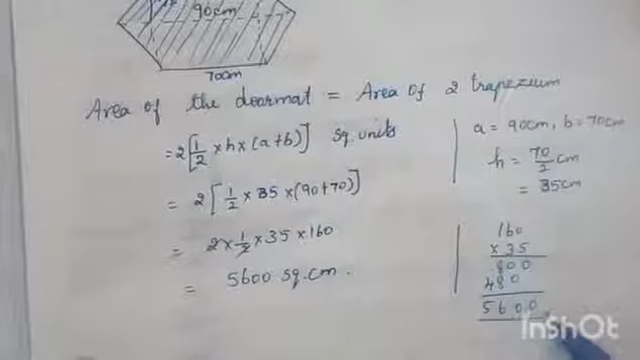 90cm
70cm
Area of the doormat = Area of 2 trapezium
= 2[1/2 × h × (a+b)] sq. units
= 2[1/2 × 35 × (90+70)]
= 2 × 1/2 × 35 × 160
= 5600 sq.cm.
a = 90cm, b = 70cm
h = 70/2 cm
= 35cm
160
× 35
800
480
5600
InShOt